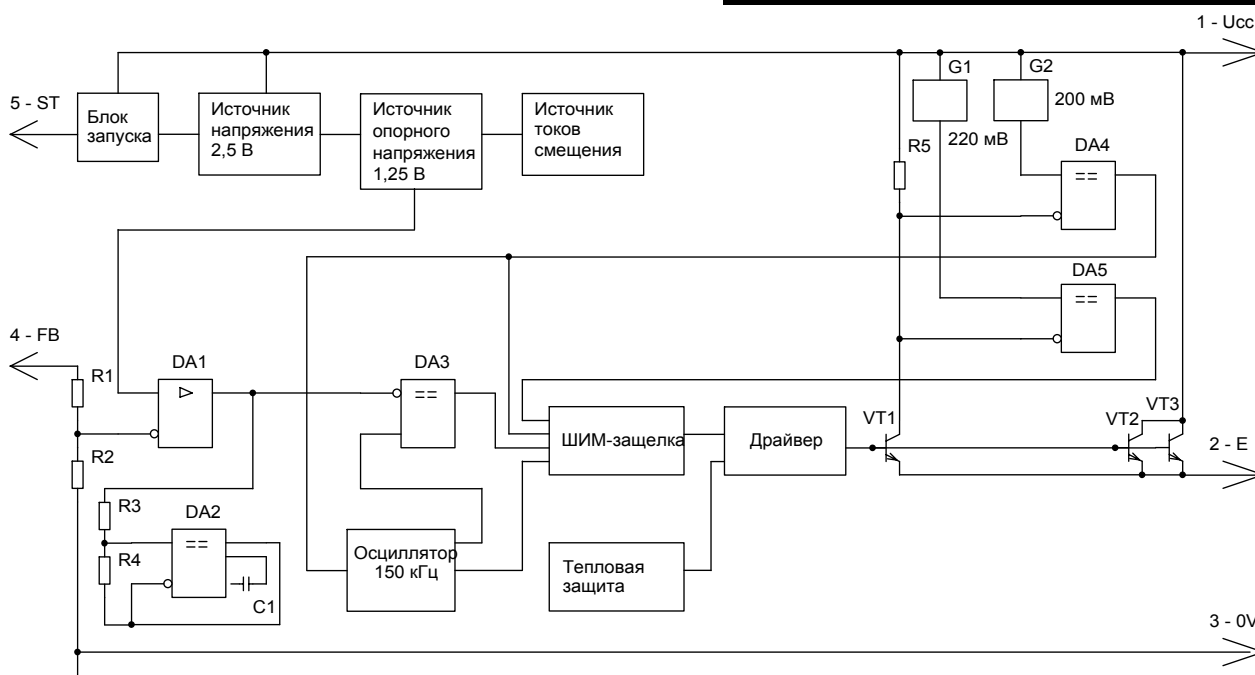 1 - Ucc
G1
G2
5 - ST
Блок
запуска
Источник
напряжения
2,5 В
Источник
опорного
напряжения
1,25 В
Источник
токов
смещения
200 мВ
220 мВ
R5
DA4
==
DA5
==
4 - FB
R1
DA1
DA3
==
VT1
VT2
VT3
ШИМ-защелка
Драйвер
2 - E
R2
R3
DA2
==
R4
C1
Осциллятор
150 кГц
Тепловая
защита
3 - 0V